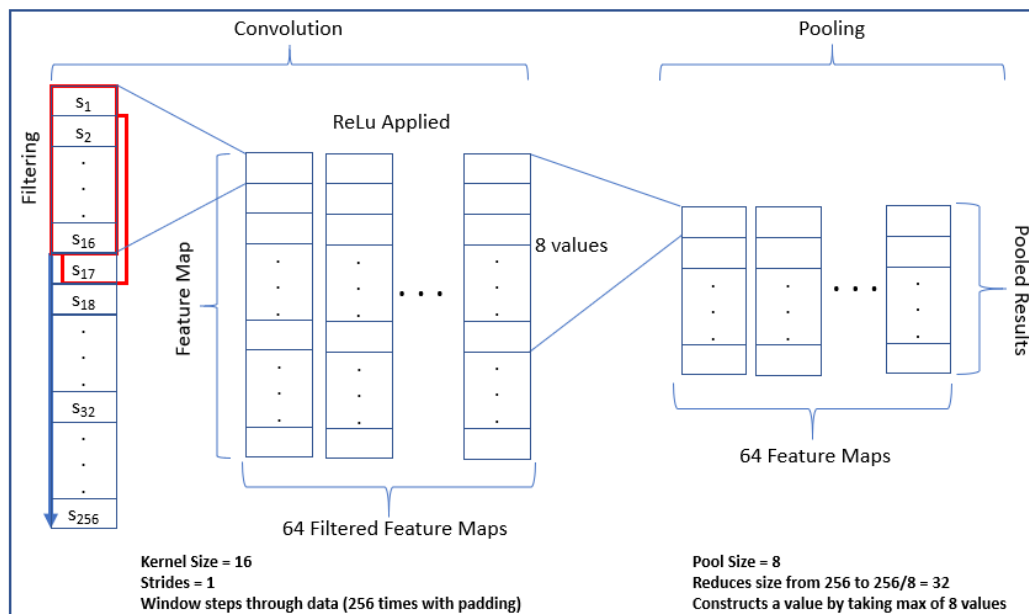 Convolution
Pooling
Filtering
s1
s2
.
.
.
s16
s17
s18
.
.
.
s32
.
.
.
s256
ReLu Applied
Feature Map
.
.
.
.
.
.
.
.
.
. . .
.
.
.
.
.
.
.
.
.
8 values
64 Filtered Feature Maps
.
.
.
.
.
.
. . .
.
.
.
Pooled Results
64 Feature Maps
Kernel Size = 16
Strides = 1
Window steps through data (256 times with padding)
Pool Size = 8
Reduces size from 256 to 256/8 = 32
Constructs a value by taking max of 8 values